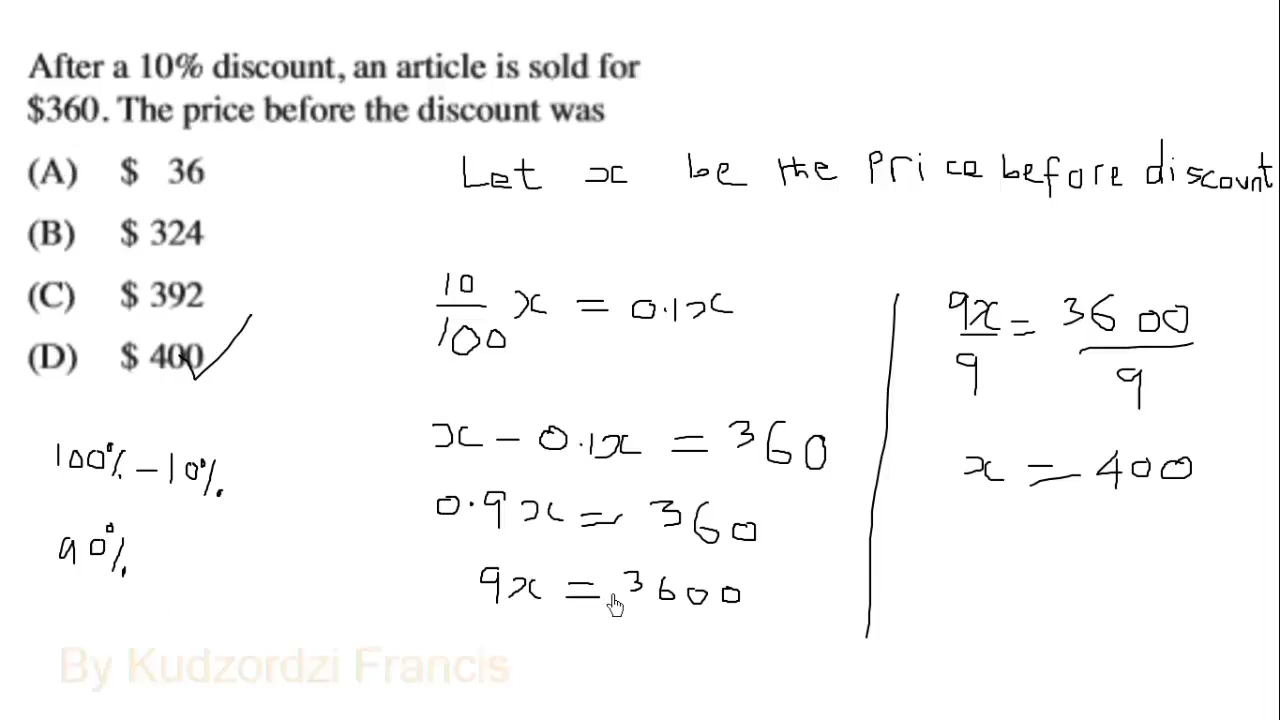 After a 10% discount, an article is sold for
$360. The price before the discount was
(A) $ 36
(B) $ 324
(C) $ 392
(D) $ 400
100% - 10%
90%
Let x be the price before discount
10/100 x = 0.1x
x - 0.1x = 360
0.9x = 360
9x = 3600
9x/9 = 3600/9
x = 400
By Kudzordzi Francis